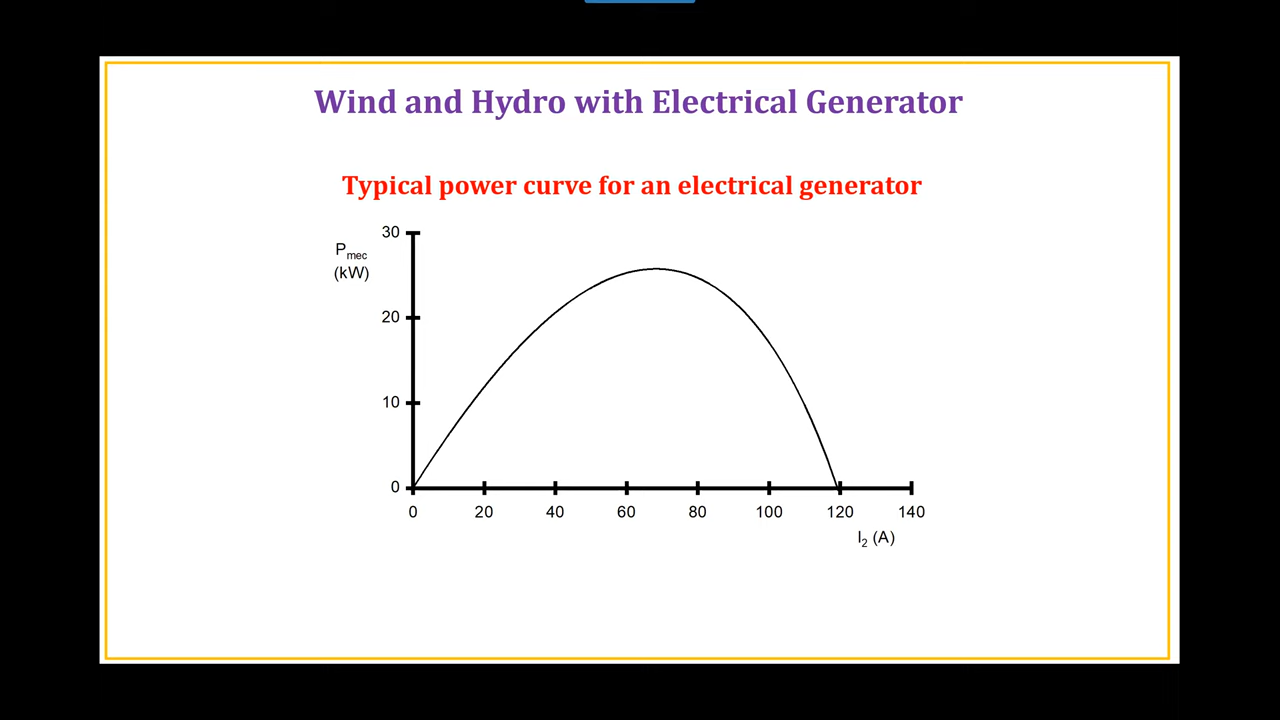 Wind and Hydro with Electrical Generator
Typical power curve for an electrical generator
30
Pmec
(kW)
20
10
0
0 20 40 60 80 100 120 140
I2 (A)